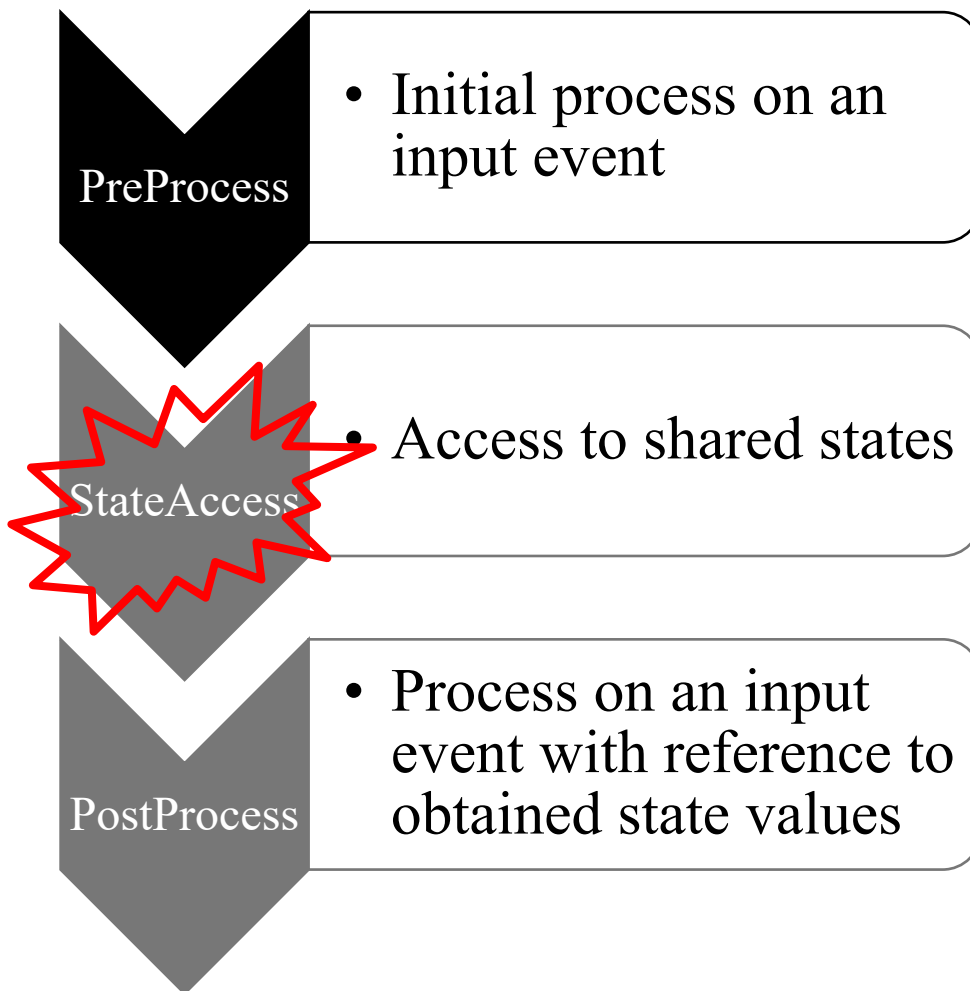 PreProcess
• Initial process on an
input event
StateAccess
• Access to shared states
PostProcess
• Process on an input
event with reference to
obtained state values